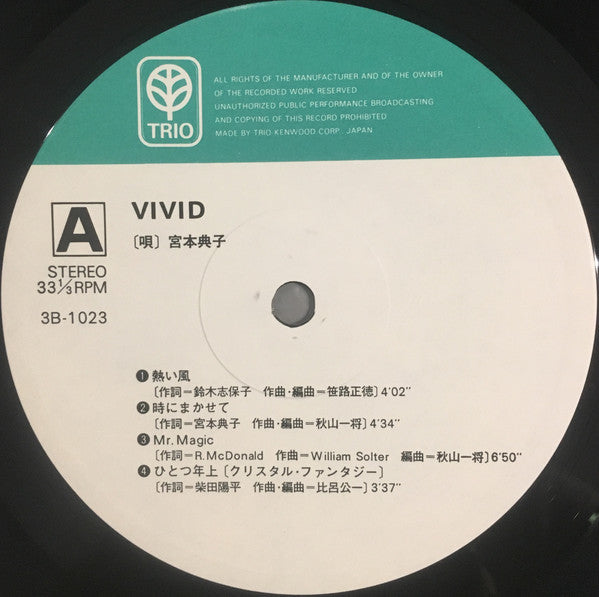 TRIO
ALL RIGHTS OF THE MANUFACTURER AND OF THE OWNER
OF THE RECORDED WORK RESERVED
UNAUTHORIZED PUBLIC PERFORMANCE BROADCASTING
AND COPYING OF THIS RECORD PROHIBITED
MADE BY TRIO-KENWOOD CORP., JAPAN
A
STEREO
33 1/3 RPM
3B-1023
VIVID
〔唄〕宮本典子
❶ 熱い風
〔作詞=鈴木志保子 作曲・編曲=笹路正徳〕4'02"
❷ 時にまかせて
〔作詞=宮本典子 作曲・編曲=秋山一将〕4'34"
❸ Mr. Magic
〔作詞=R. McDonald 作曲=William Solter 編曲=秋山一将〕6'50"
❹ ひとつ年上〔クリスタル・ファンタジー〕
〔作詞=柴田陽平 作曲・編曲=比呂公一〕3'37"